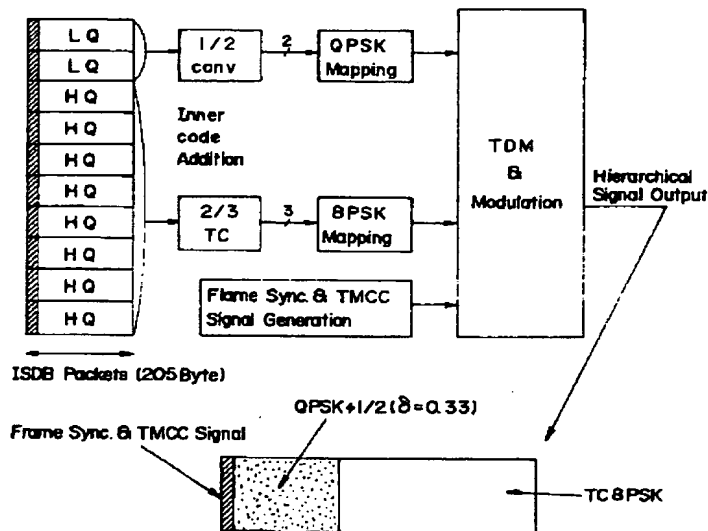 LQ
LQ
HQ
HQ
HQ
HQ
HQ
HQ
HQ
HQ
ISDB Packets (205 Byte)
1/2
conv
2
QPSK
Mapping
Inner
code
Addition
2/3
TC
3
8PSK
Mapping
Flame Sync. & TMCC
Signal Generation
TDM
&
Modulation
Hierarchical
Signal Output
QPSK+1/2(∂=0.33)
Frame Sync. & TMCC Signal
TC8PSK